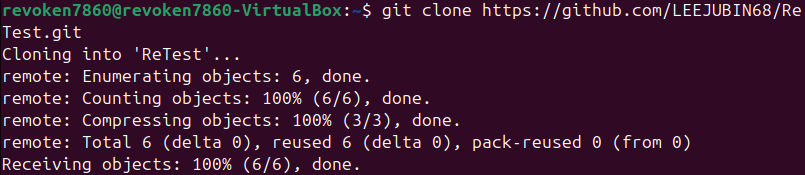 revoken7860@revoken7860-VirtualBox:~$ git clone https://github.com/LEEJUBIN68/Re
Test.git
Cloning into 'ReTest'...
remote: Enumerating objects: 6, done.
remote: Counting objects: 100% (6/6), done.
remote: Compressing objects: 100% (3/3), done.
remote: Total 6 (delta 0), reused 6 (delta 0), pack-reused 0 (from 0)
Receiving objects: 100% (6/6), done.